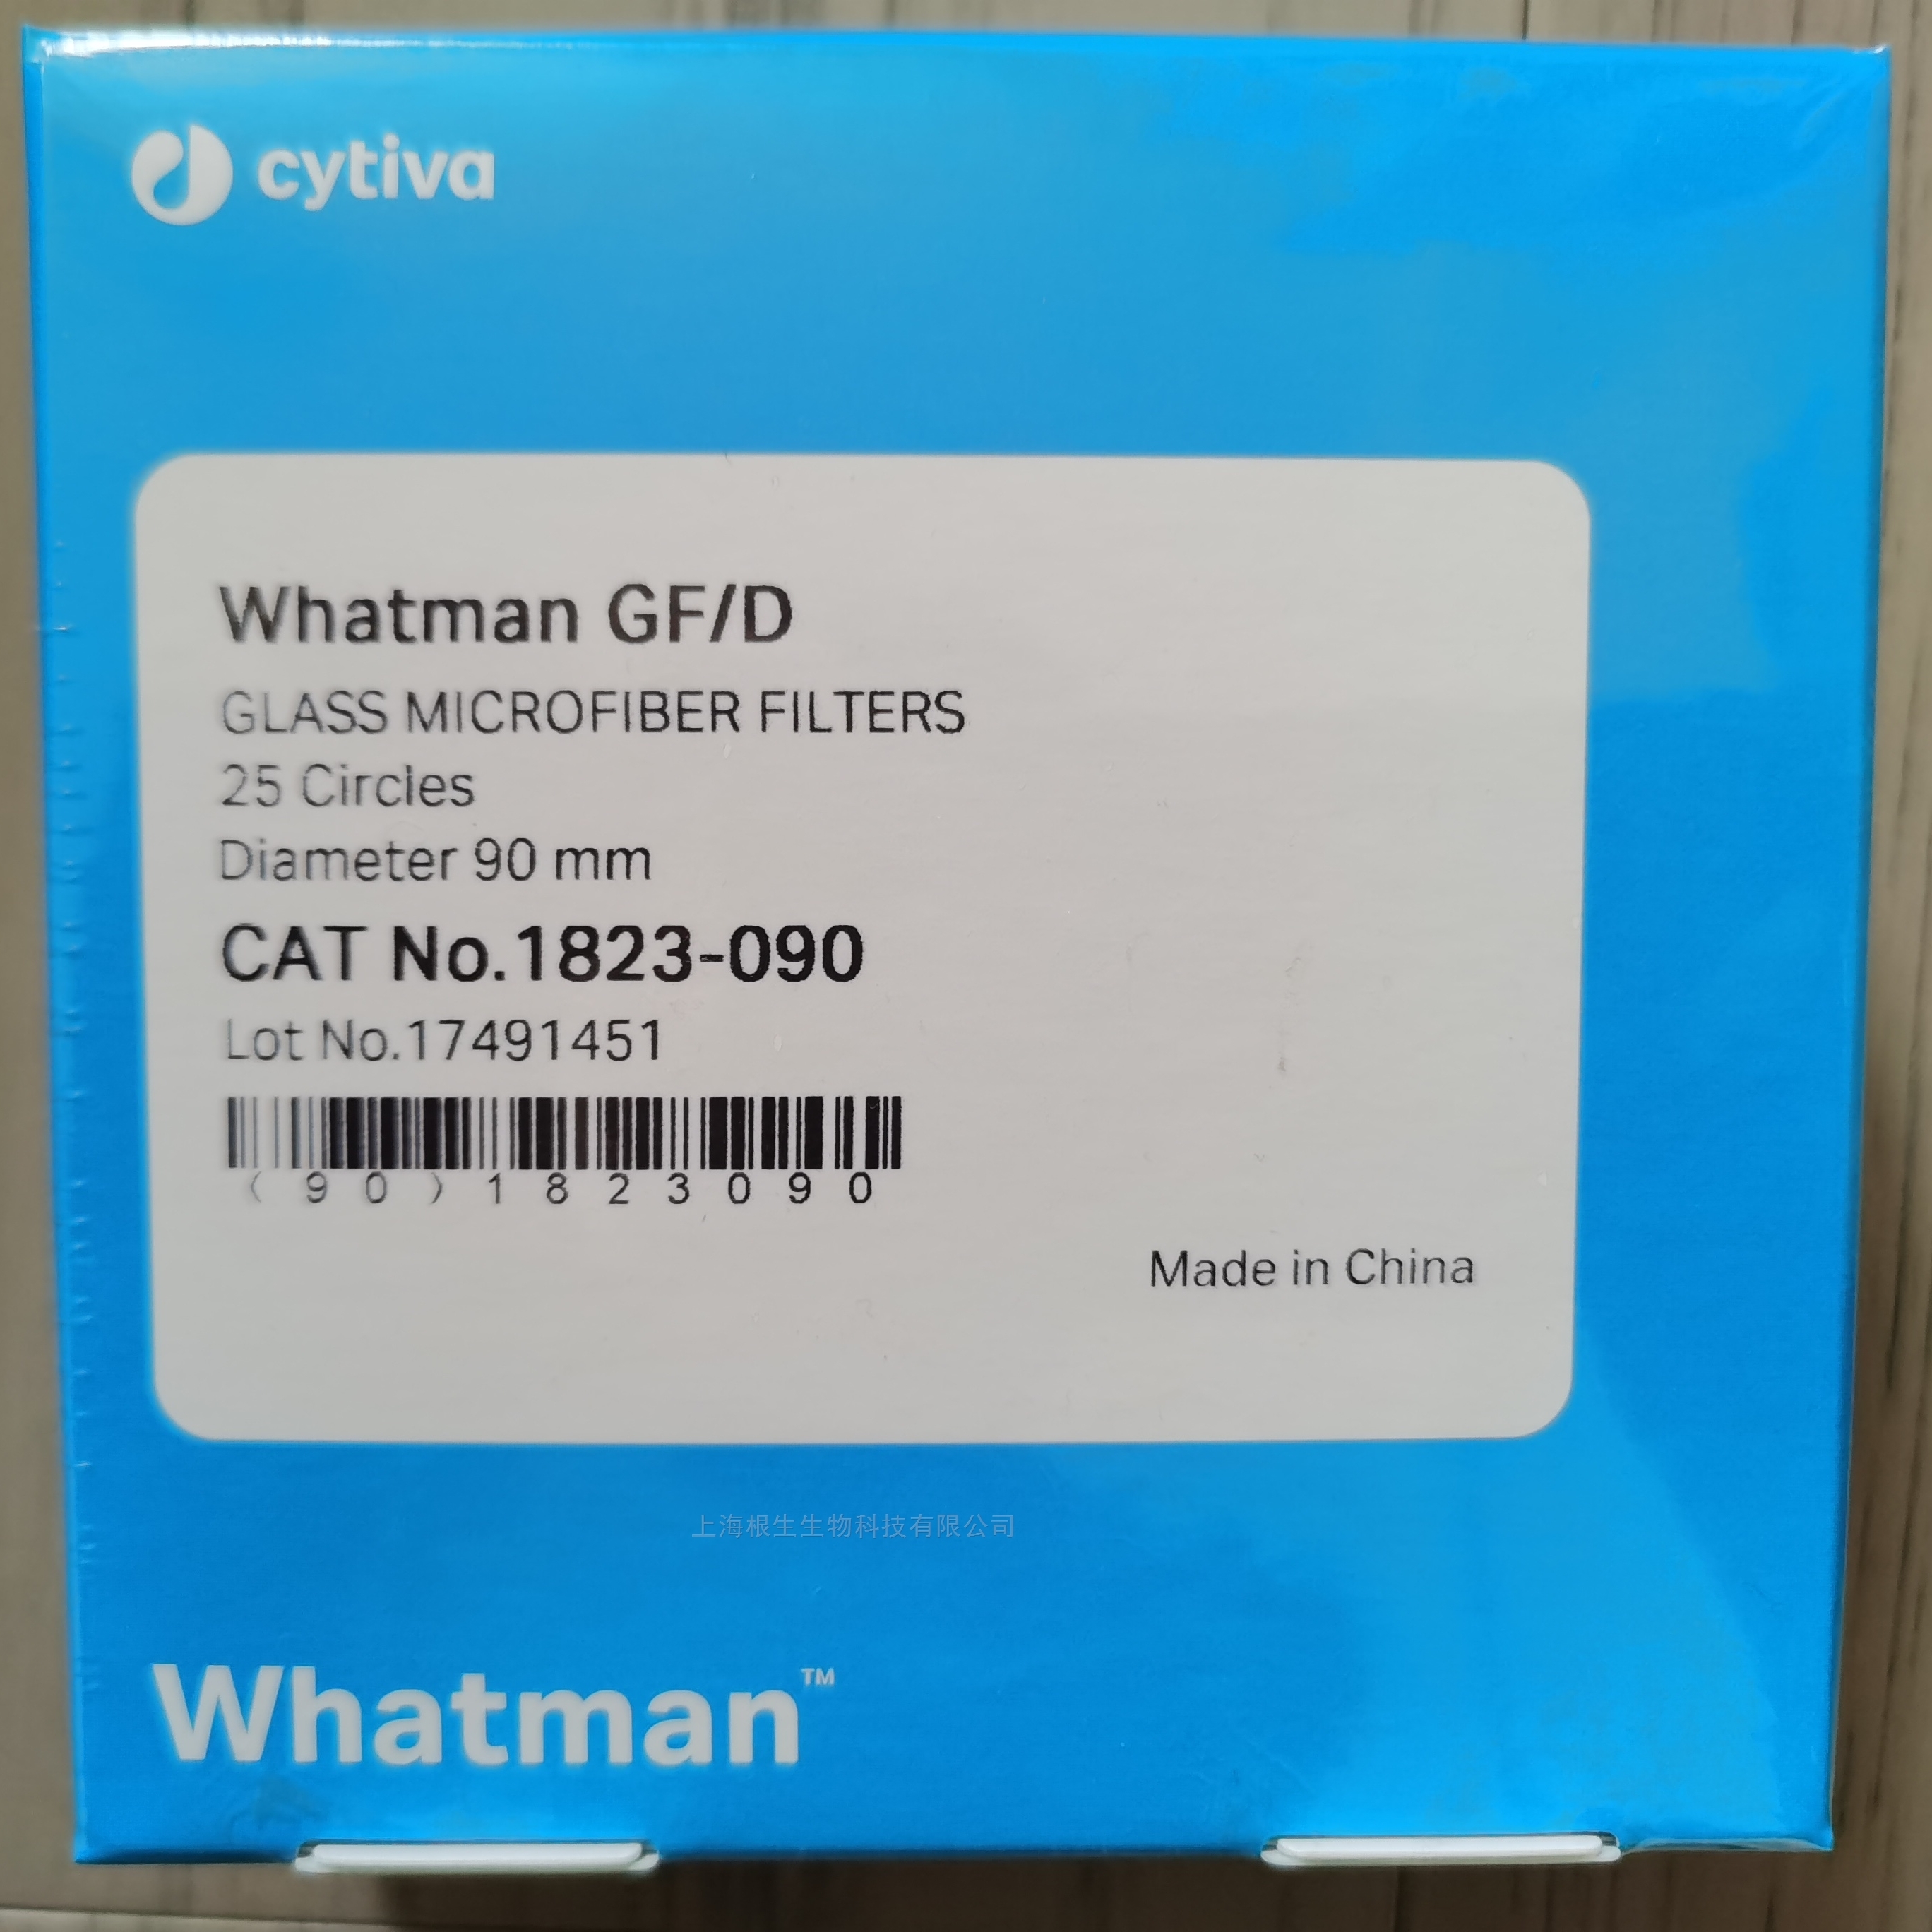 cytiva
Whatman GF/D
GLASS MICROFIBER FILTERS
25 Circles
Diameter 90 mm
CAT No.1823-090
Lot No.17491451
(90)1823090
Made in China
上海根生生物科技有限公司
Whatman™